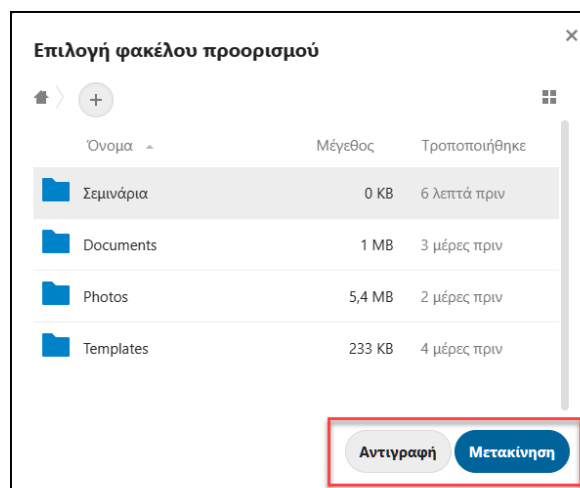 Επιλογή φακέλου προορισμού
Όνομα Μέγεθος Τροποποιήθηκε
Σεμινάρια 0 KB 6 λεπτά πριν
Documents 1 MB 3 μέρες πριν
Photos 5,4 MB 2 μέρες πριν
Templates 233 KB 4 μέρες πριν
Αντιγραφή Μετακίνηση